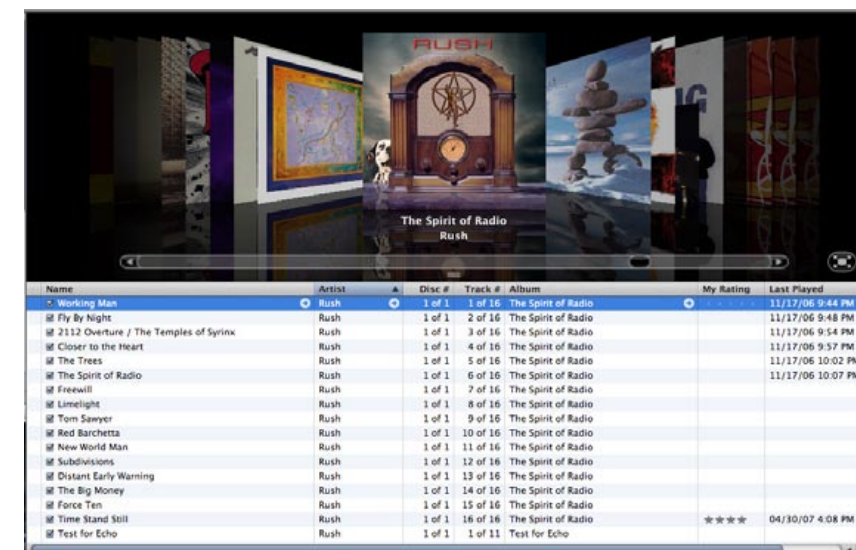 RUSH
NG
The Spirit of Radio
Rush
Name Artist Disc # Track # Album My Rating Last Played
Working Man Rush 1 of 1 1 of 16 The Spirit of Radio 11/17/06 9:44 PM
Fly By Night Rush 1 of 1 2 of 16 The Spirit of Radio 11/17/06 9:48 PM
2112 Overture / The Temples of Syrinx Rush 1 of 1 3 of 16 The Spirit of Radio 11/17/06 9:54 PM
Closer to the Heart Rush 1 of 1 4 of 16 The Spirit of Radio 11/17/06 9:57 PM
The Trees Rush 1 of 1 5 of 16 The Spirit of Radio 11/17/06 10:02 PM
The Spirit of Radio Rush 1 of 1 6 of 16 The Spirit of Radio 11/17/06 10:07 PM
Freewill Rush 1 of 1 7 of 16 The Spirit of Radio
Limelight Rush 1 of 1 8 of 16 The Spirit of Radio
Tom Sawyer Rush 1 of 1 9 of 16 The Spirit of Radio
Red Barchetta Rush 1 of 1 10 of 16 The Spirit of Radio
New World Man Rush 1 of 1 11 of 16 The Spirit of Radio
Subdivisions Rush 1 of 1 12 of 16 The Spirit of Radio
Distant Early Warning Rush 1 of 1 13 of 16 The Spirit of Radio
The Big Money Rush 1 of 1 14 of 16 The Spirit of Radio
Force Ten Rush 1 of 1 15 of 16 The Spirit of Radio
Time Stand Still Rush 1 of 1 16 of 16 The Spirit of Radio ★★★★ 04/30/07 4:08 PM
Test for Echo Rush 1 of 1 1 of 11 Test for Echo